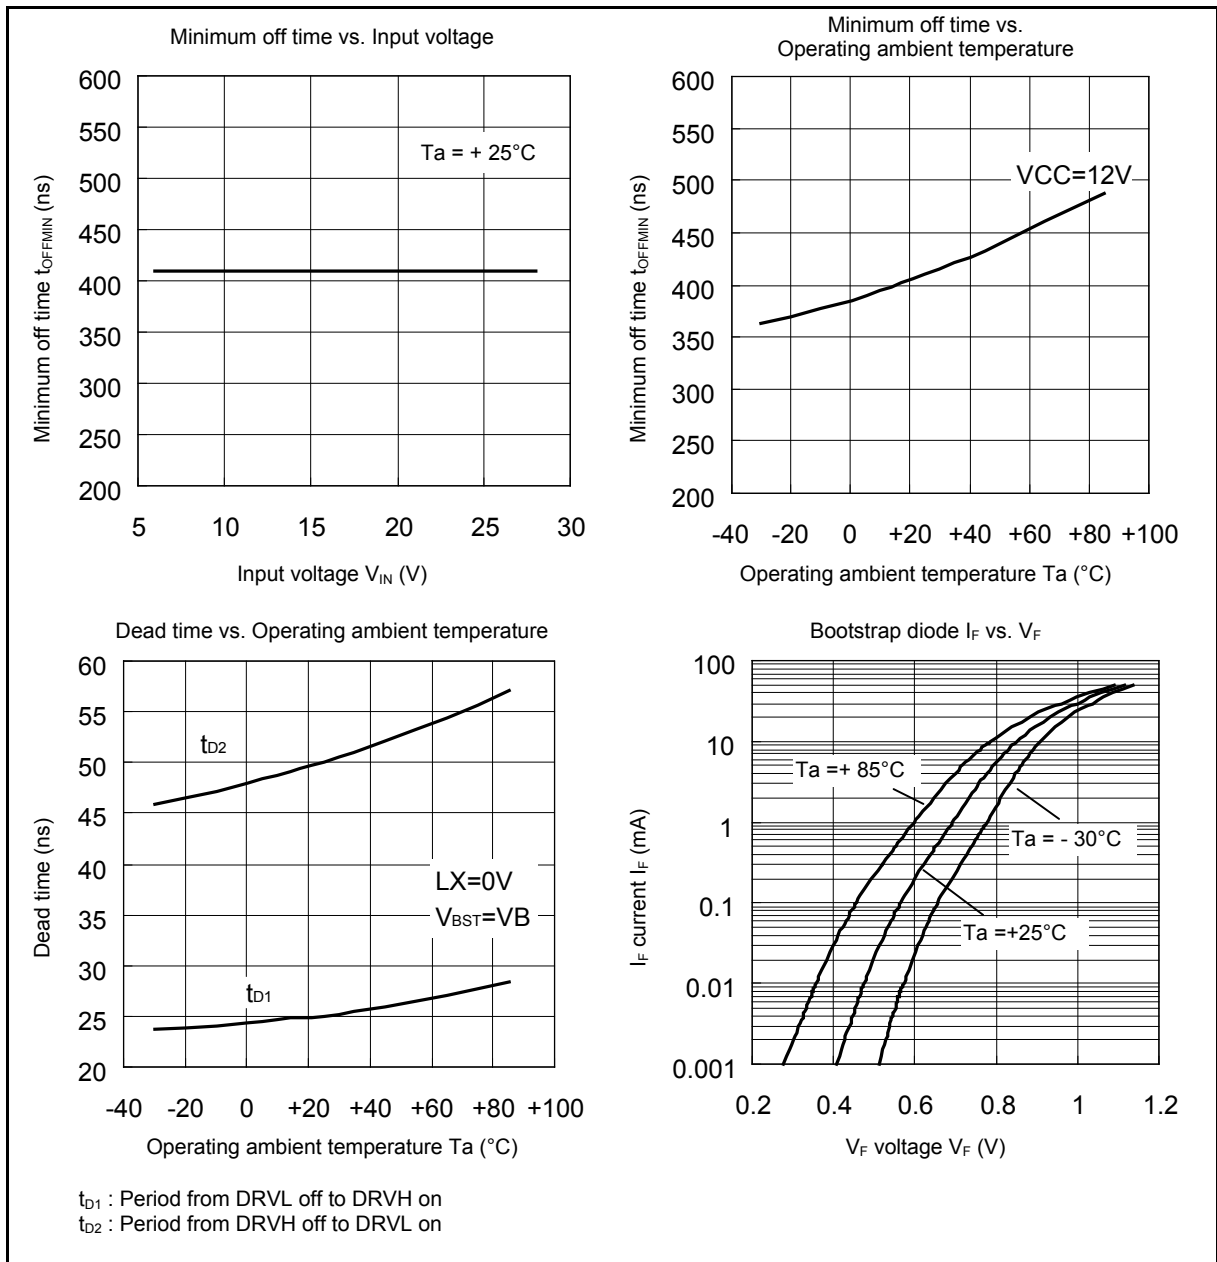 Minimum off time vs. Input voltage
600
550
500
450
400
350
300
250
200
Ta = + 25°C
Minimum off time tOFFMIN (ns)
5 10 15 20 25 30
Input voltage VIN (V)
Minimum off time vs.
Operating ambient temperature
600
550
500
450
400
350
300
250
200
VCC=12V
Minimum off time tOFFMIN (ns)
-40 -20 0 +20 +40 +60 +80 +100
Operating ambient temperature Ta (°C)
Dead time vs. Operating ambient temperature
60
55
50
45
40
35
30
25
20
tD2
LX=0V
VBST=VB
tD1
Dead time (ns)
-40 -20 0 +20 +40 +60 +80 +100
Operating ambient temperature Ta (°C)
Bootstrap diode IF vs. VF
100
10
1
0.1
0.01
0.001
Ta =+ 85°C
Ta = - 30°C
Ta =+25°C
IF current IF (mA)
0.2 0.4 0.6 0.8 1 1.2
VF voltage VF (V)
tD1 : Period from DRVL off to DRVH on
tD2 : Period from DRVH off to DRVL on